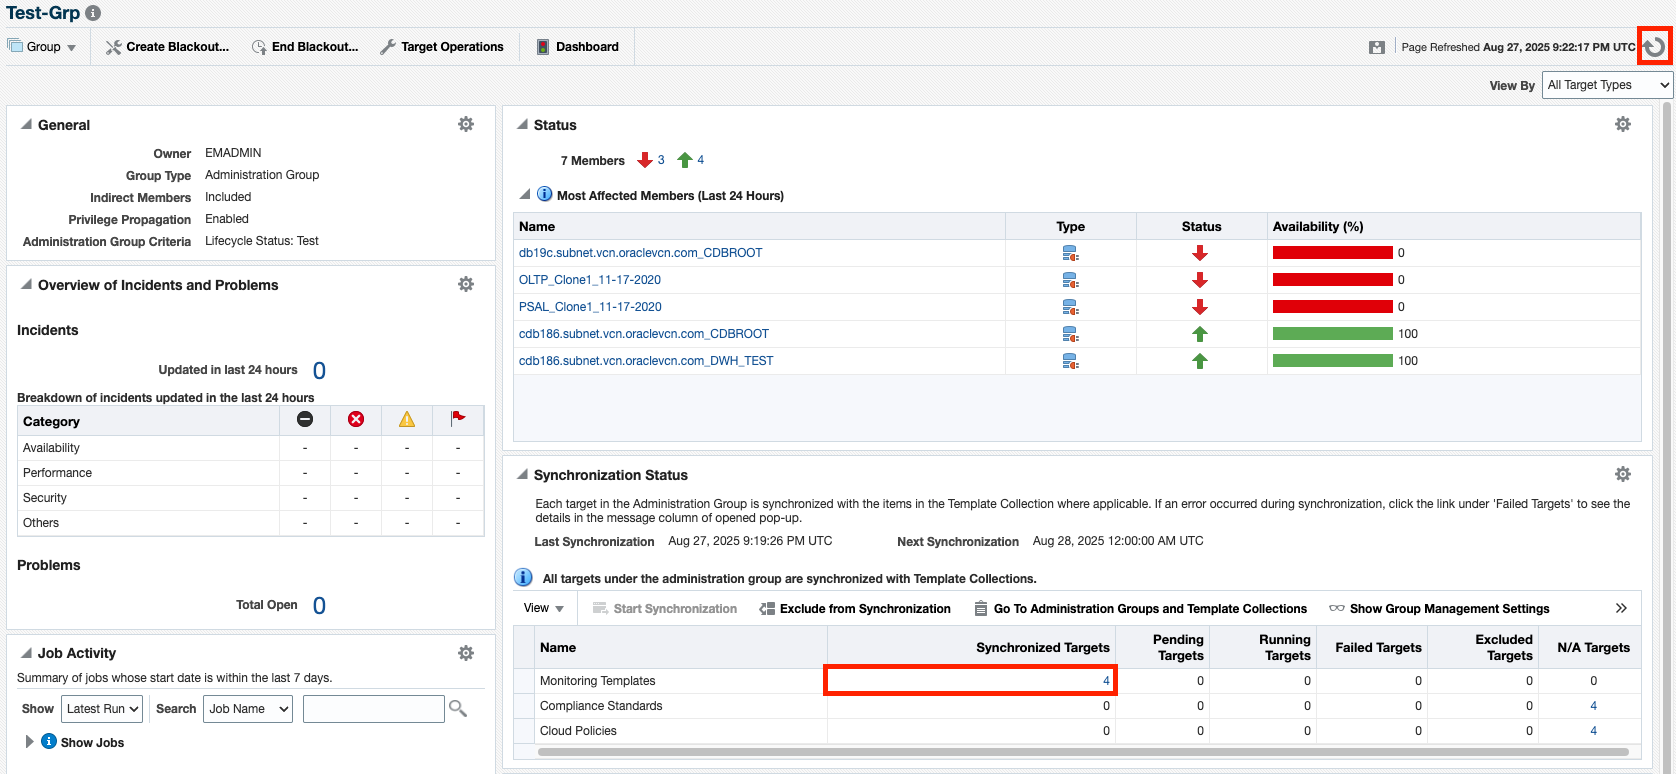 Test-Grp
Group
Create Blackout...
End Blackout...
Target Operations
Dashboard
Page Refreshed Aug 27, 2025 9:22:17 PM UTC
View By All Target Types
General
Owner EMADMIN
Group Type Administration Group
Indirect Members Included
Privilege Propagation Enabled
Administration Group Criteria Lifecycle Status: Test
Overview of Incidents and Problems
Incidents
Updated in last 24 hours 0
Breakdown of incidents updated in the last 24 hours
Category
Availability - - - -
Performance - - - -
Security - - - -
Others - - - -
Problems
Total Open 0
Job Activity
Summary of jobs whose start date is within the last 7 days.
Show Latest Run Search Job Name
Show Jobs
Status
7 Members 3 4
Most Affected Members (Last 24 Hours)
Name Type Status Availability (%)
db19c.subnet.vcn.oraclevcn.com_CDBROOT 0
OLTP_Clone1_11-17-2020 0
PSAL_Clone1_11-17-2020 0
cdb186.subnet.vcn.oraclevcn.com_CDBROOT 100
cdb186.subnet.vcn.oraclevcn.com_DWH_TEST 100
Synchronization Status
Each target in the Administration Group is synchronized with the items in the Template Collection where applicable. If an error occurred during synchronization, click the link under 'Failed Targets' to see the
details in the message column of opened pop-up.
Last Synchronization Aug 27, 2025 9:19:26 PM UTC Next Synchronization Aug 28, 2025 12:00:00 AM UTC
All targets under the administration group are synchronized with Template Collections.
View Start Synchronization Exclude from Synchronization Go To Administration Groups and Template Collections Show Group Management Settings »
Name Synchronized Targets Pending Targets Running Targets Failed Targets Excluded Targets N/A Targets
Monitoring Templates 4 0 0 0 0 0
Compliance Standards 0 0 0 0 0 4
Cloud Policies 0 0 0 0 0 4